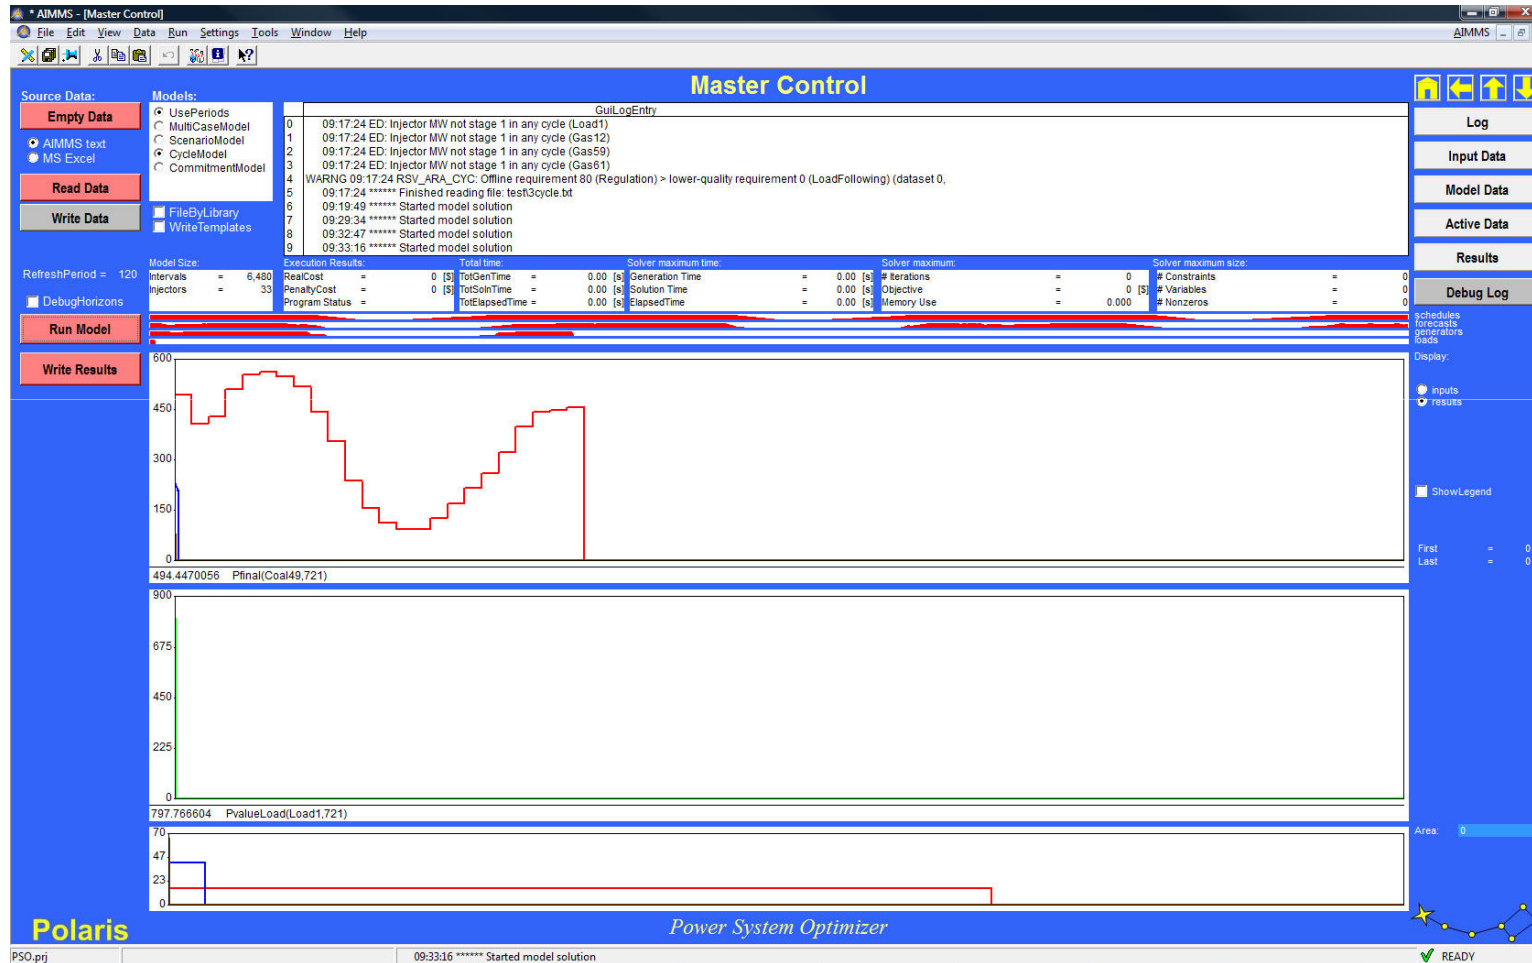 * AIMMS - [Master Control]
File Edit View Data Run Settings Tools Window Help
AIMMS
Master Control
Source Data:
Empty Data
AIMMS text
MS Excel
Read Data
Write Data
RefreshPeriod = 120
DebugHorizons
Run Model
Write Results
Models:
UsePeriods
MultiCaseModel
ScenarioModel
CycleModel
CommitmentModel
FileByLibrary
WriteTemplates
GuiLogEntry
0 09:17:24 ED: Injector MW not stage 1 in any cycle (Load1)
1 09:17:24 ED: Injector MW not stage 1 in any cycle (Gas12)
2 09:17:24 ED: Injector MW not stage 1 in any cycle (Gas59)
3 09:17:24 ED: Injector MW not stage 1 in any cycle (Gas61)
4 WARNG 09:17:24 RSV_ARA_CYC: Offline requirement 80 (Regulation) > lower-quality requirement 0 (LoadFollowing) (dataset 0,
5 09:17:24 ****** Finished reading file: test\3cycle.txt
6 09:19:49 ****** Started model solution
7 09:29:34 ****** Started model solution
8 09:32:47 ****** Started model solution
9 09:33:16 ****** Started model solution
Model Size:
Intervals = 6,480
Injectors = 33
Execution Results:
RealCost = 0 [$]
PenaltyCost = 0 [$]
Program Status =
Total time:
TotGenTime = 0.00 [s]
TotSolnTime = 0.00 [s]
TotElapsedTime = 0.00 [s]
Solver maximum time:
Generation Time = 0.00 [s]
Solution Time = 0.00 [s]
ElapsedTime = 0.00 [s]
Solver maximum:
# Iterations = 0
Objective = 0 [$]
Memory Use = 0.000
Solver maximum size:
# Constraints = 0
# Variables = 0
# Nonzeros = 0
Log
Input Data
Model Data
Active Data
Results
Debug Log
schedules
forecasts
generators
loads
Display:
inputs
results
ShowLegend
First = 0
Last = 0
Area: 0
600
450
300
150
0
494.4470056 Pfinal(Coal49,721)
900
675
450
225
0
797.766604 PvalueLoad(Load1,721)
70
47
23
0
Polaris
Power System Optimizer
PSO.prj
09:33:16 ****** Started model solution
READY